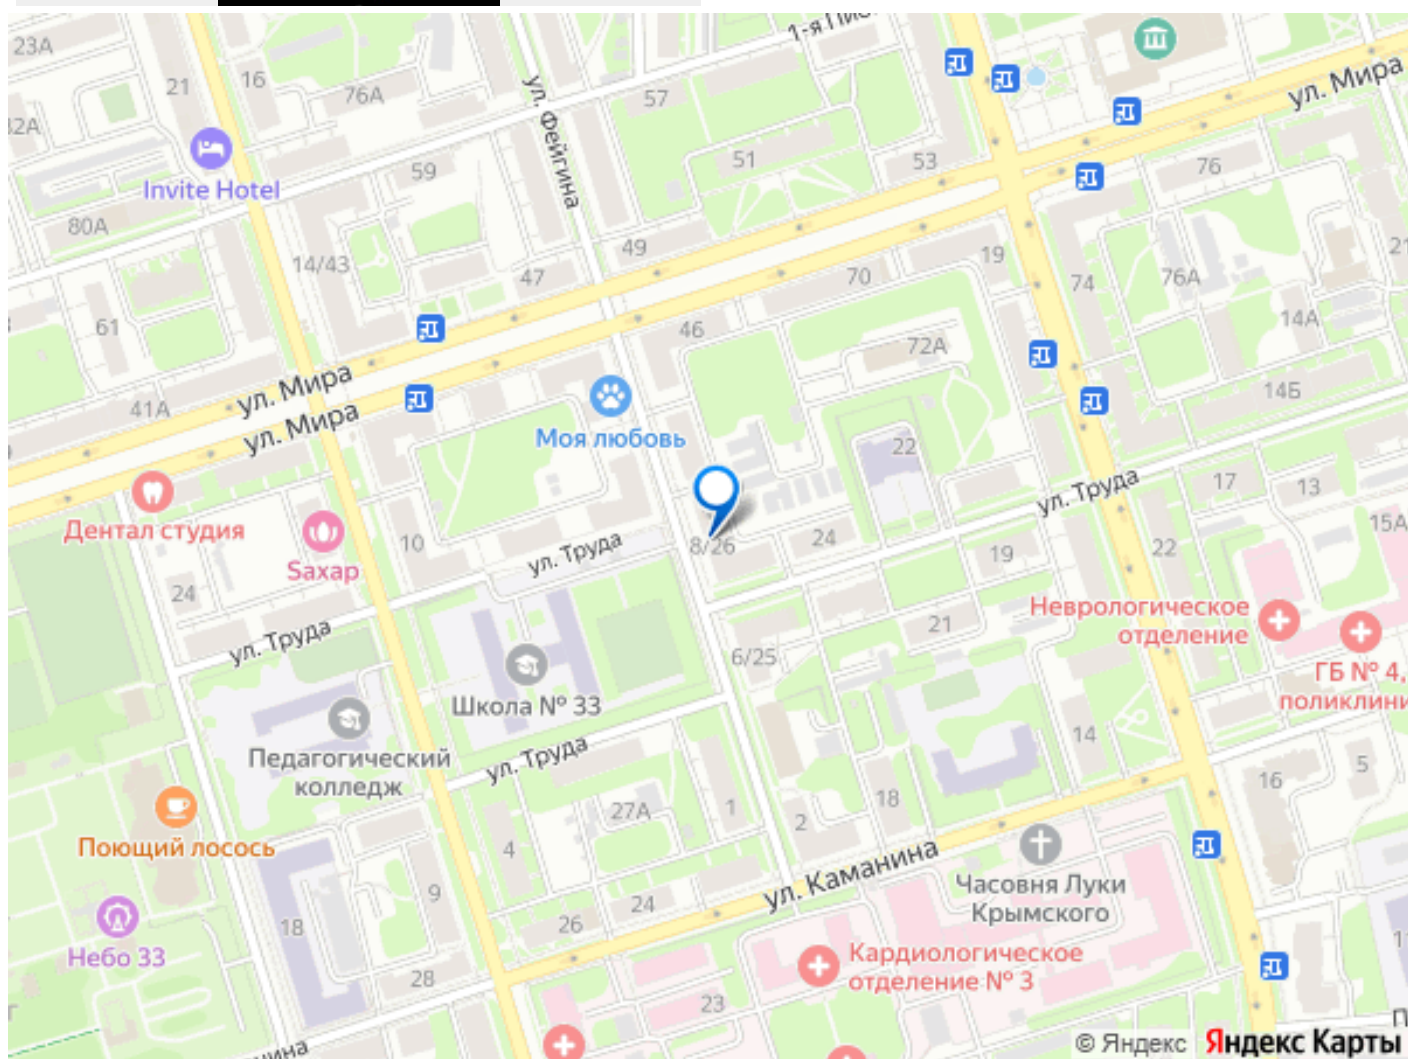 23А
1-я Пио
21
16
76А
57
ул. Мира
32А
ул. Фейгина
59
51
53
76
Invite Hotel
80А
49
21
14/43
47
70
19
74
76А
61
46
72А
14А
ул. Мира
41А
ул. Мира
Моя любовь
14Б
22
Дентал студия
ул. Труда
17
13
15А
10
ул. Труда
8/26
24
19
22
Saxap
24
Неврологическое
отделение
ул. Труда
21
6/25
ГБ № 4,
поликлини
Школа № 33
Педагогический
колледж
ул. Труда
14
16
5
27А
1
2
18
Поющий лосось
4
ул. Каманина
9
Часовня Луки
Крымского
24
26
18
Небо 33
Кардиологическое
отделение № 3
28
23
нина
© Яндекс Яндекс Карты